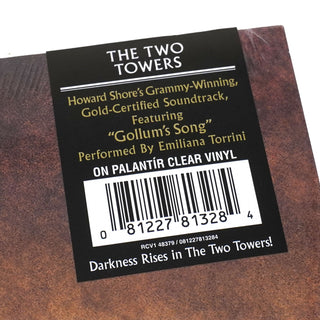 THE TWO
TOWERS
Howard Shore's Grammy-Winning,
Gold-Certified Soundtrack,
Featuring
"Gollum's Song"
Performed By Emiliana Torrini
ON PALANTÍR CLEAR VINYL
0 81227 81328 4
RCV1 48379 / 081227813284
Darkness Rises in The Two Towers!